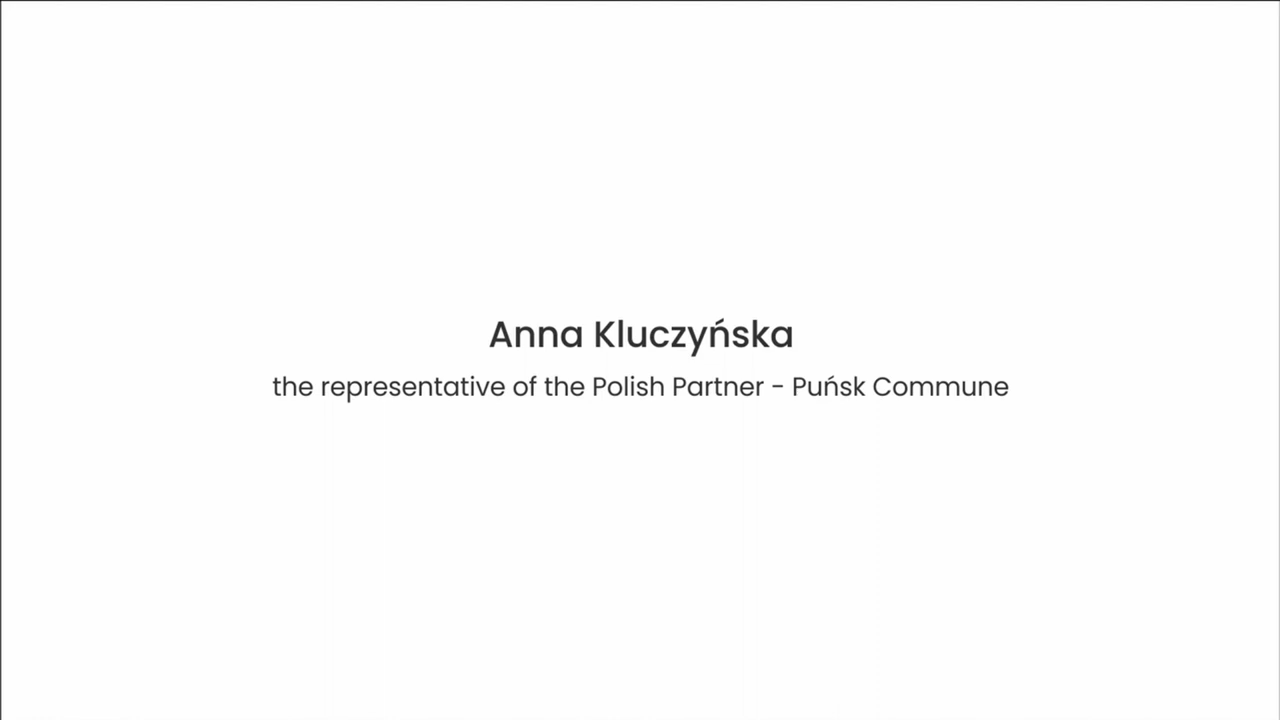 Anna Kluczyńska
the representative of the Polish Partner - Puńsk Commune